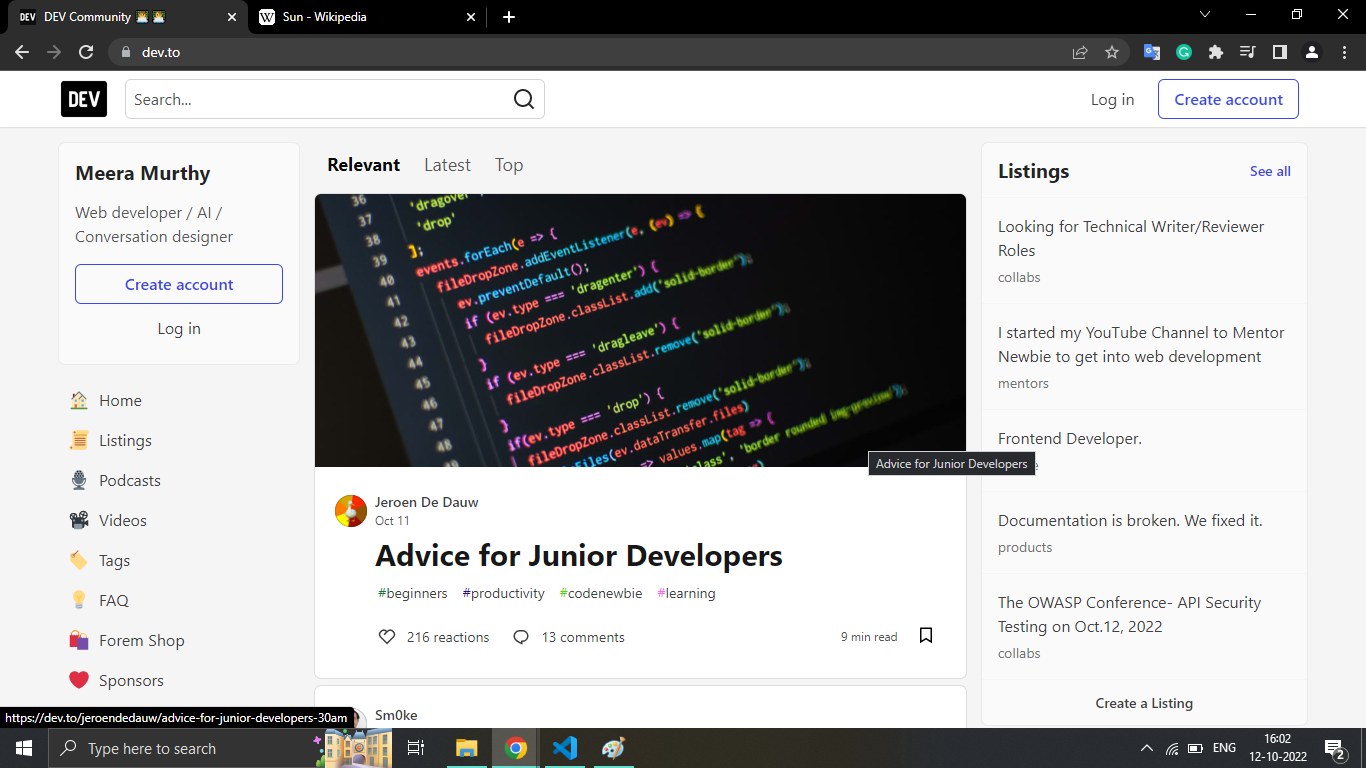 DEV Community
Sun - Wikipedia
dev.to
DEV
Search...
Log in
Create account
Meera Murthy
Web developer / AI /
Conversation designer
Create account
Log in
Home
Listings
Podcasts
Videos
Tags
FAQ
Forem Shop
Sponsors
Relevant
Latest
Top
36
37
38
39
40
41
42
43
44
45
46
47
48
'dragover',
'drop'
];
events.forEach(e => {
fileDropZone.addEventListener(e, (ev) => {
ev.preventDefault();
if (ev.type === 'dragenter') {
fileDropZone.classList.add('solid-border');
}
if (ev.type === 'dragleave') {
fileDropZone.classList.remove('solid-border');
}
if(ev.type === 'drop') {
fileDropZone.classList.remove('solid-border');
values.map(tag => {
'border rounded img-preview');
Advice for Junior Developers
Jeroen De Dauw
Oct 11
Advice for Junior Developers
#beginners #productivity #codenewbie #learning
216 reactions
13 comments
9 min read
Sm0ke
Listings
See all
Looking for Technical Writer/Reviewer
Roles
collabs
I started my YouTube Channel to Mentor
Newbie to get into web development
mentors
Frontend Developer.
Documentation is broken. We fixed it.
products
The OWASP Conference- API Security
Testing on Oct.12, 2022
collabs
Create a Listing
https://dev.to/jeroendedauw/advice-for-junior-developers-30am
Type here to search
ENG
16:02
12-10-2022
2